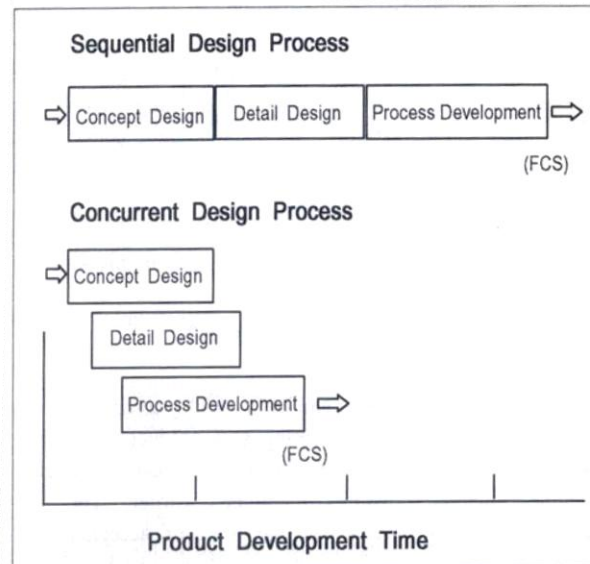 Sequential Design Process
Concept Design
Detail Design
Process Development
(FCS)
Concurrent Design Process
Concept Design
Detail Design
Process Development
(FCS)
Product Development Time